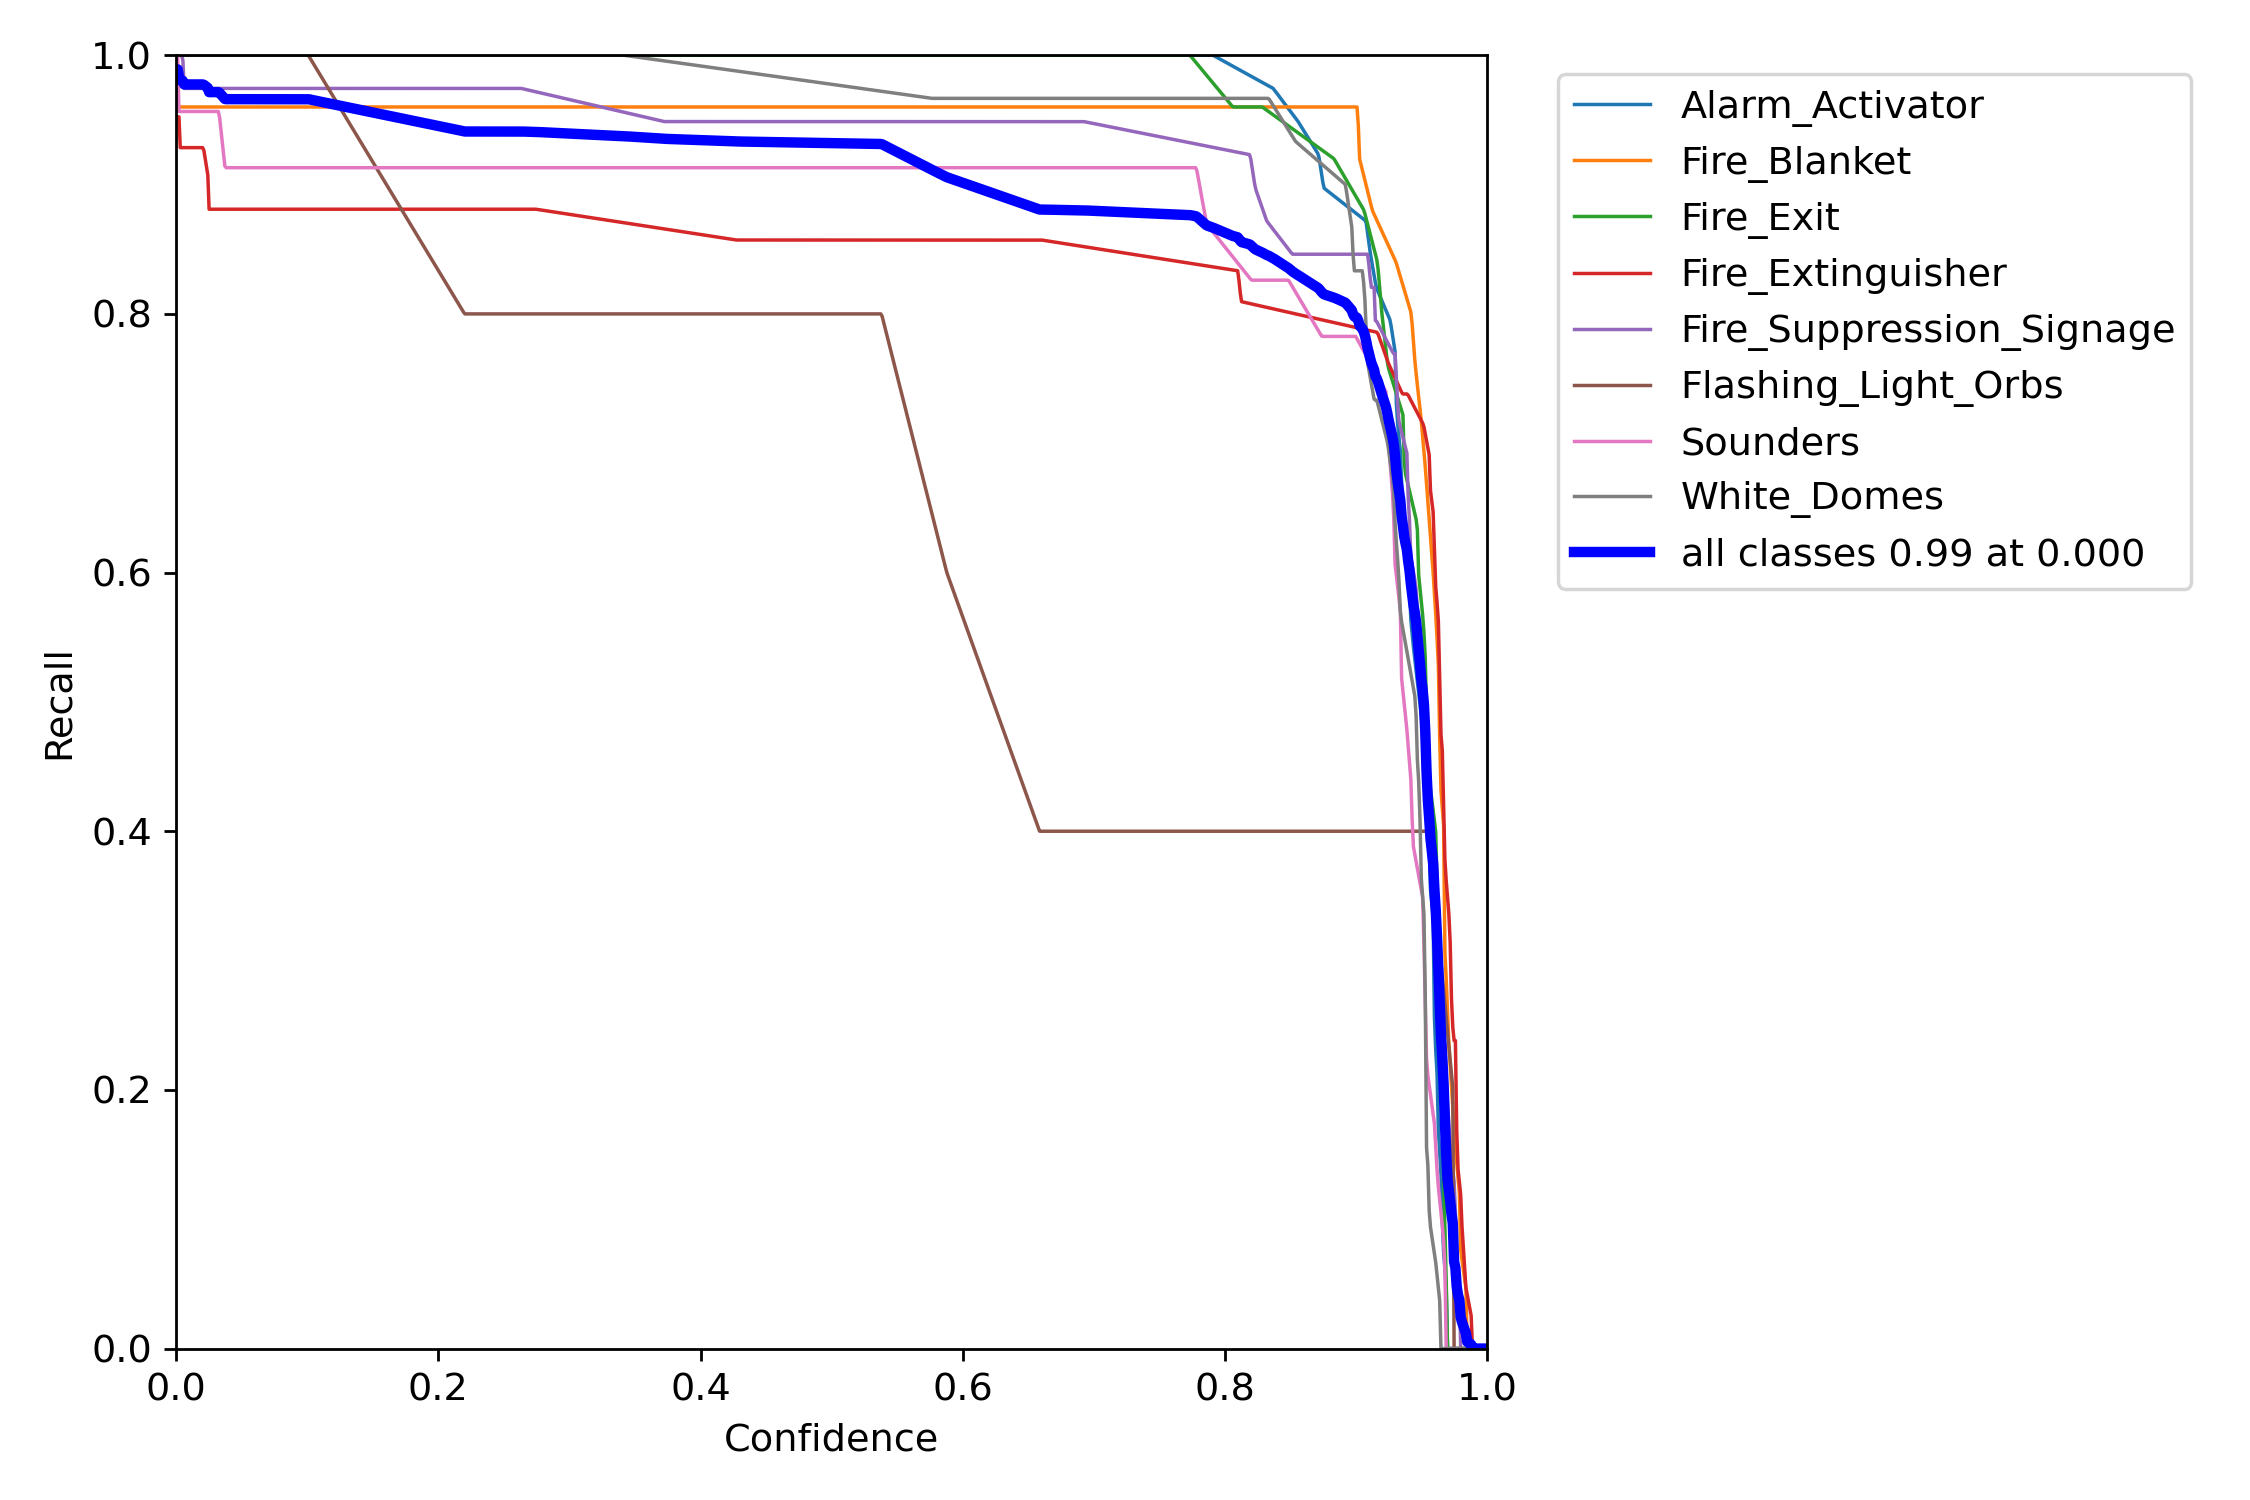 1.0
0.8
0.6
0.4
0.2
0.0
0.0 0.2 0.4 0.6 0.8 1.0
Recall
Confidence
Alarm_Activator
Fire_Blanket
Fire_Exit
Fire_Extinguisher
Fire_Suppression_Signage
Flashing_Light_Orbs
Sounders
White_Domes
all classes 0.99 at 0.000